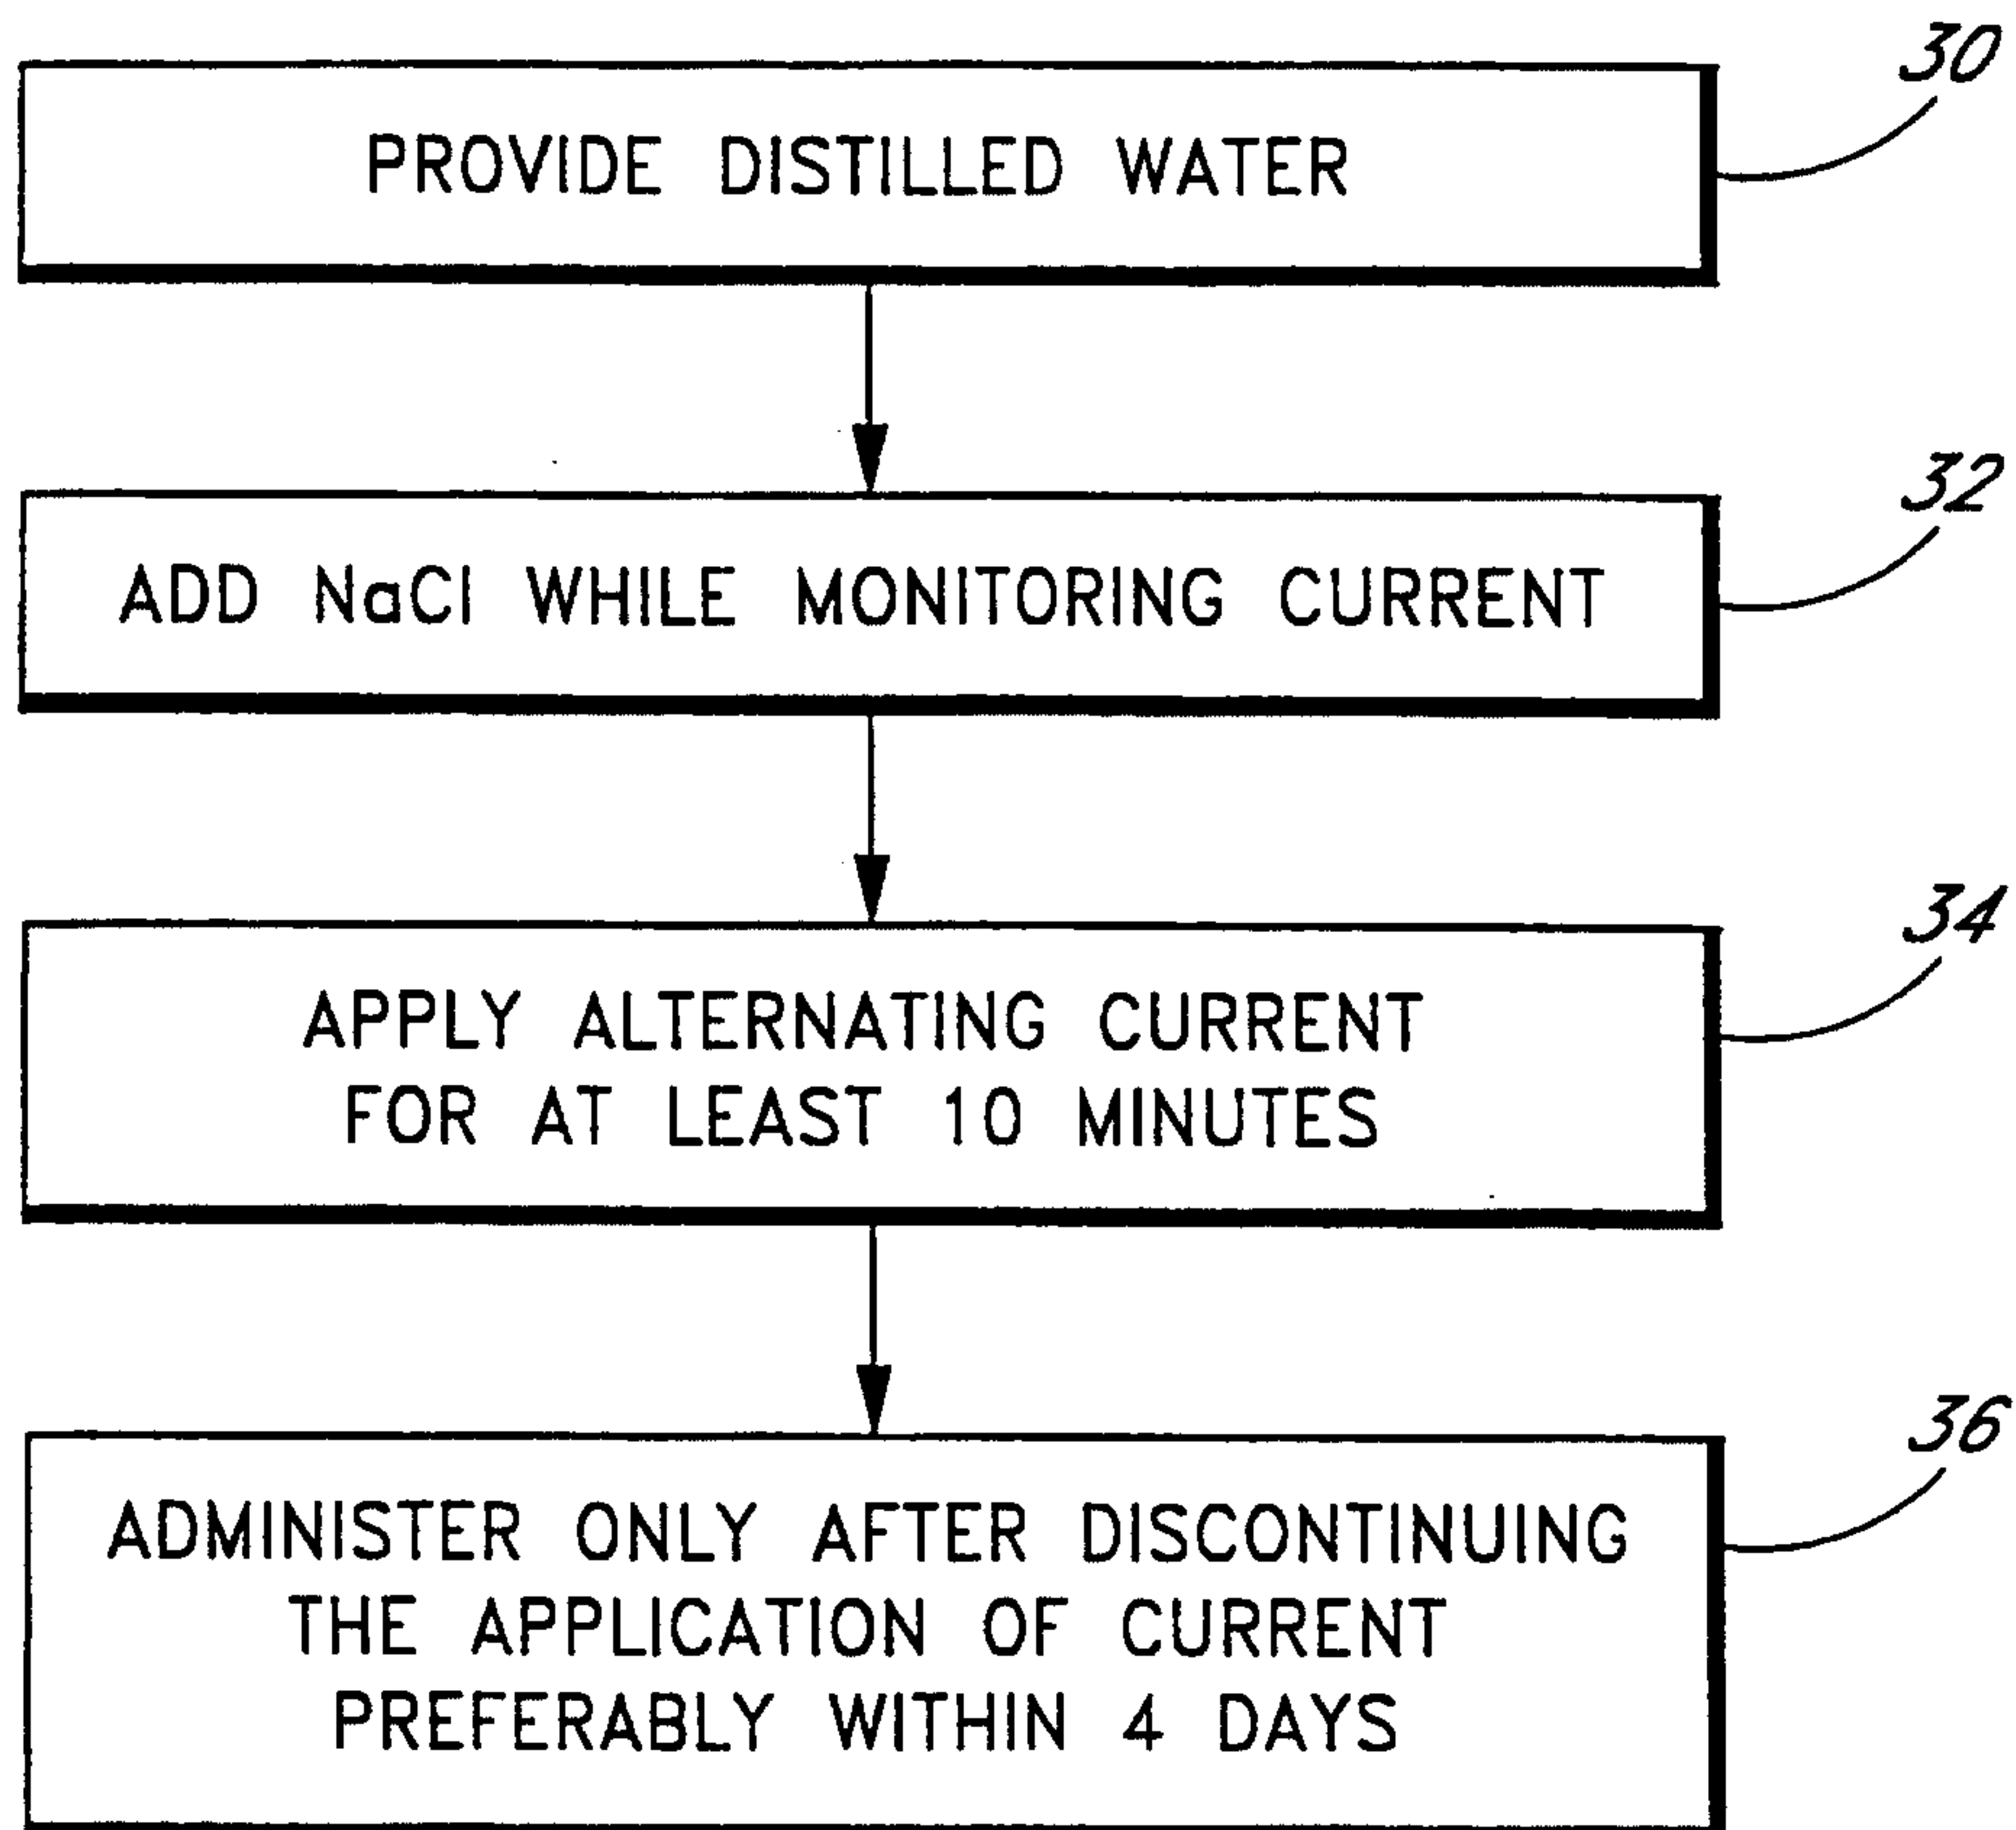 30
PROVIDE DISTILLED WATER
32
ADD NaCl WHILE MONITORING CURRENT
34
APPLY ALTERNATING CURRENT
FOR AT LEAST 10 MINUTES
36
ADMINISTER ONLY AFTER DISCONTINUING
THE APPLICATION OF CURRENT
PREFERABLY WITHIN 4 DAYS